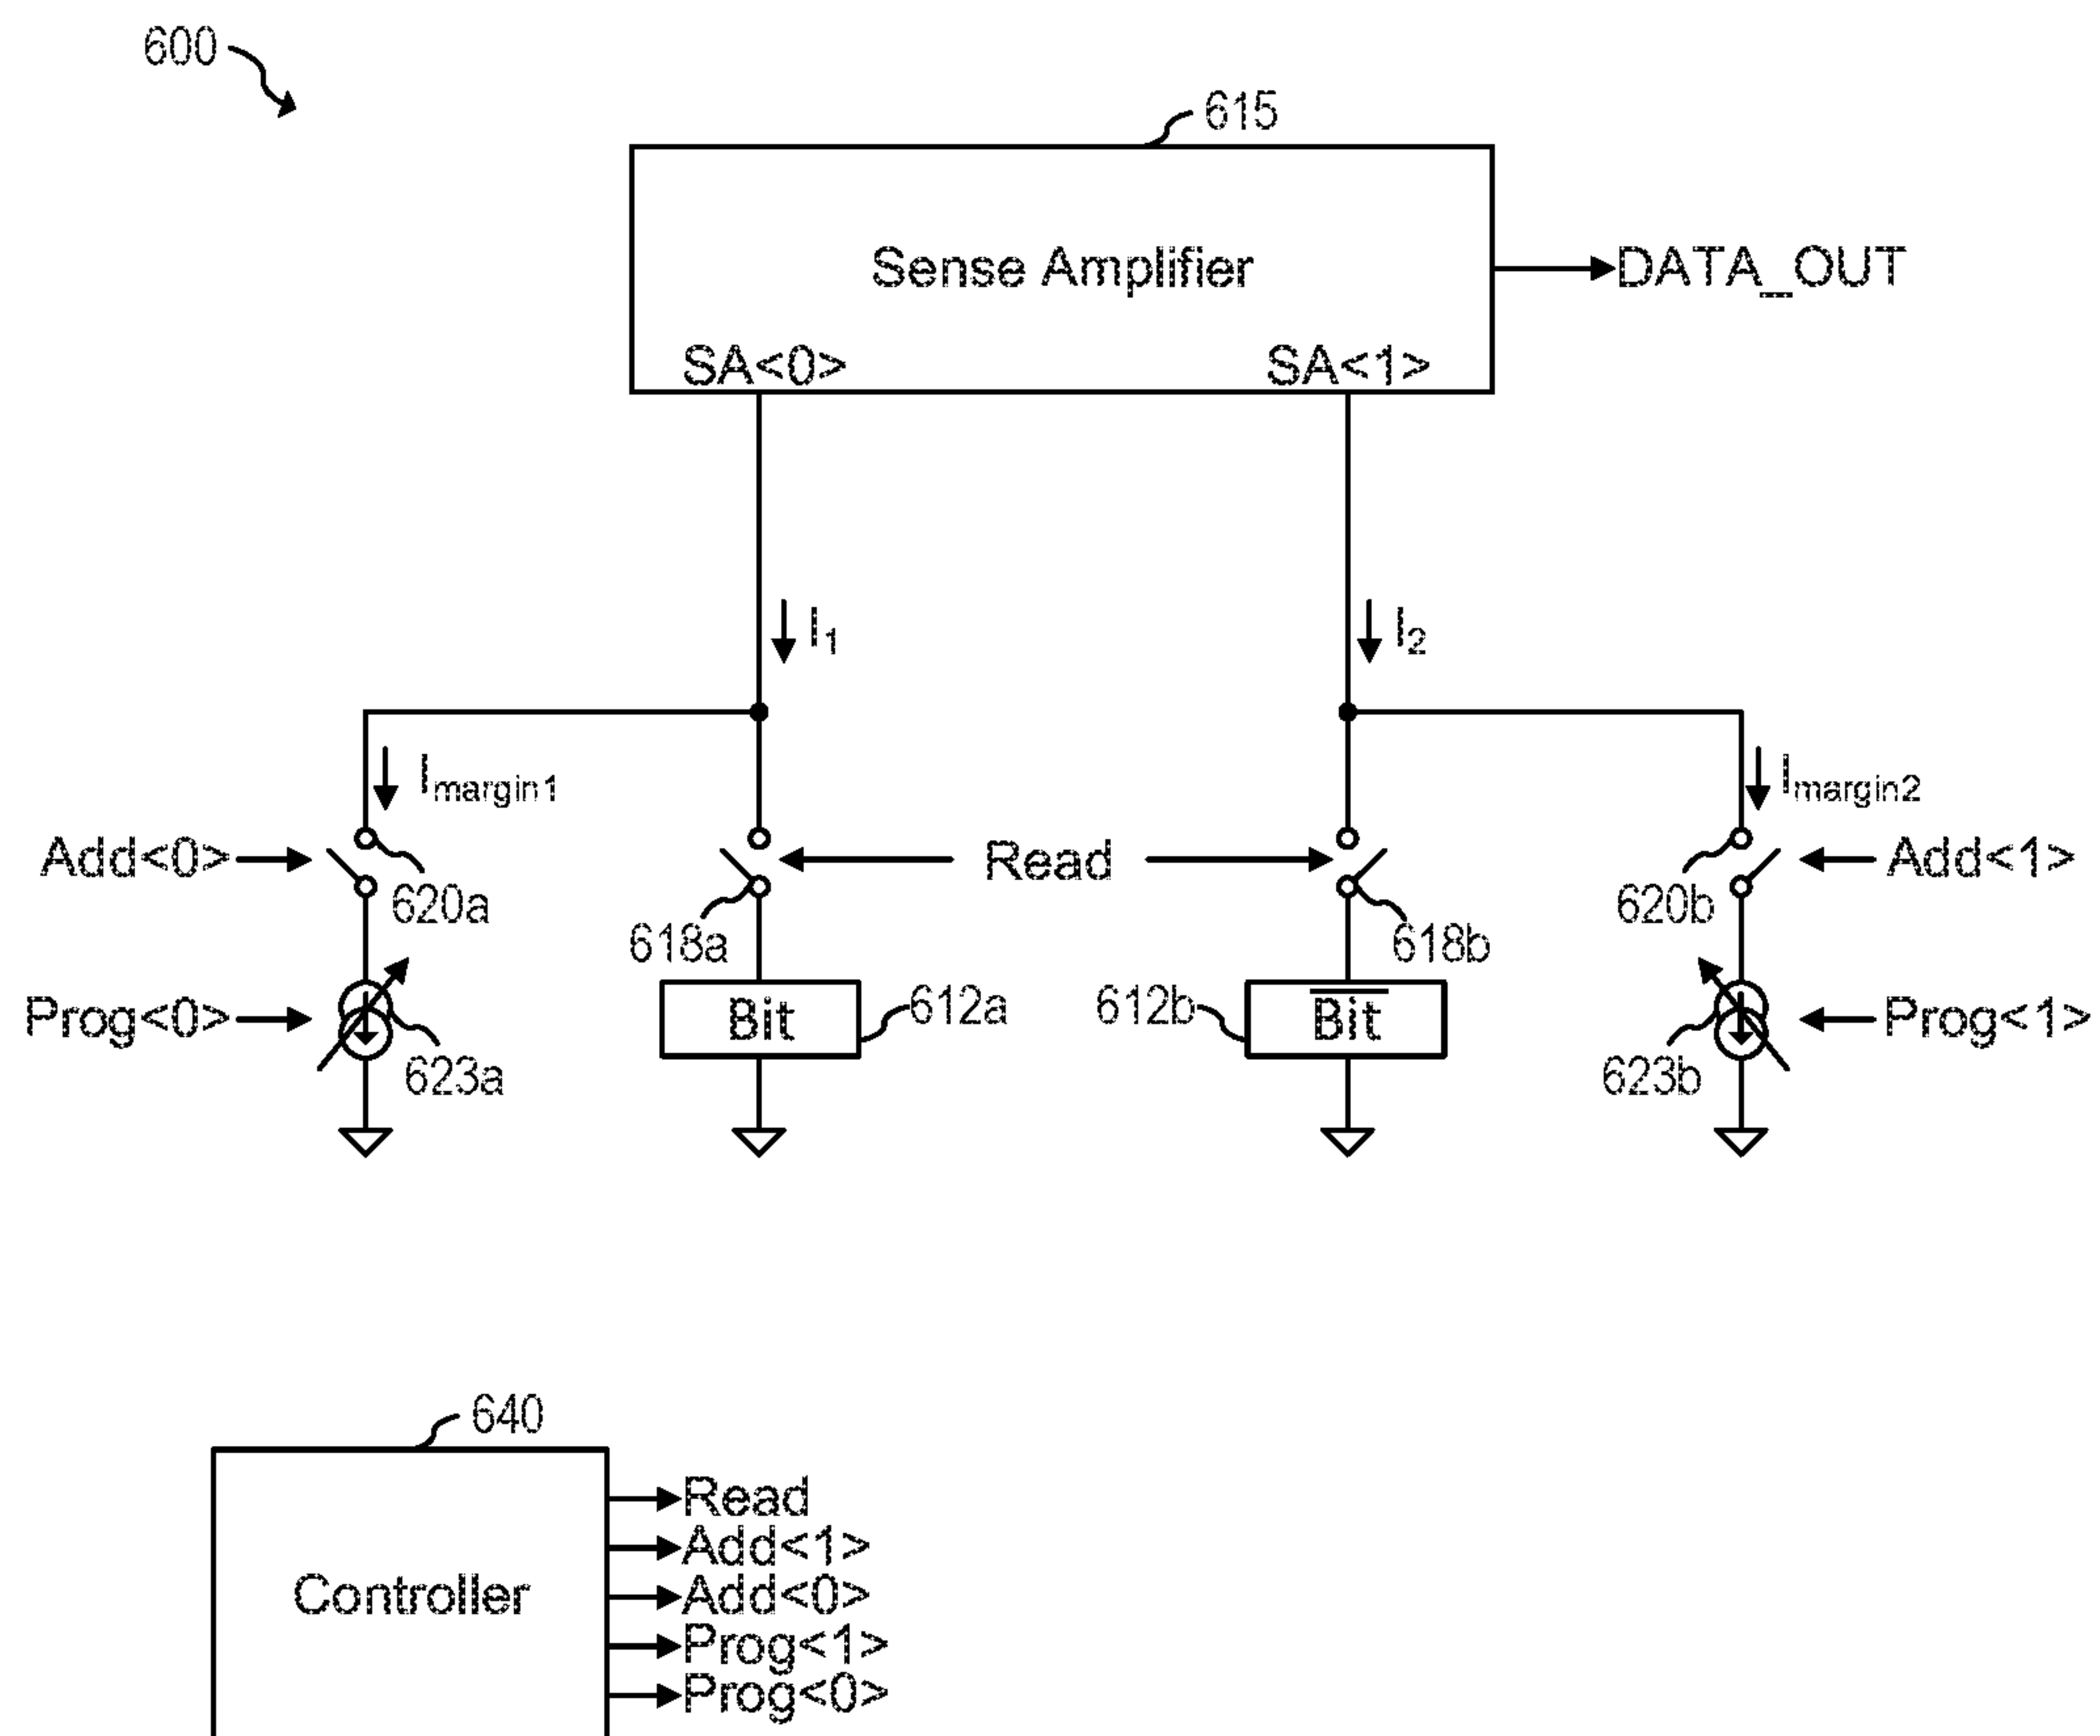 600
615
Sense Amplifier
DATA_OUT
SA<0> SA<1>
I1 I2
Imargin1 Imargin2
Add<0> Read Add<1>
620a 620b
618a 618b
Prog<0> Bit 612a 612b B̅i̅t̅ Prog<1>
623a 623b
640
Controller
Read
Add<1>
Add<0>
Prog<1>
Prog<0>